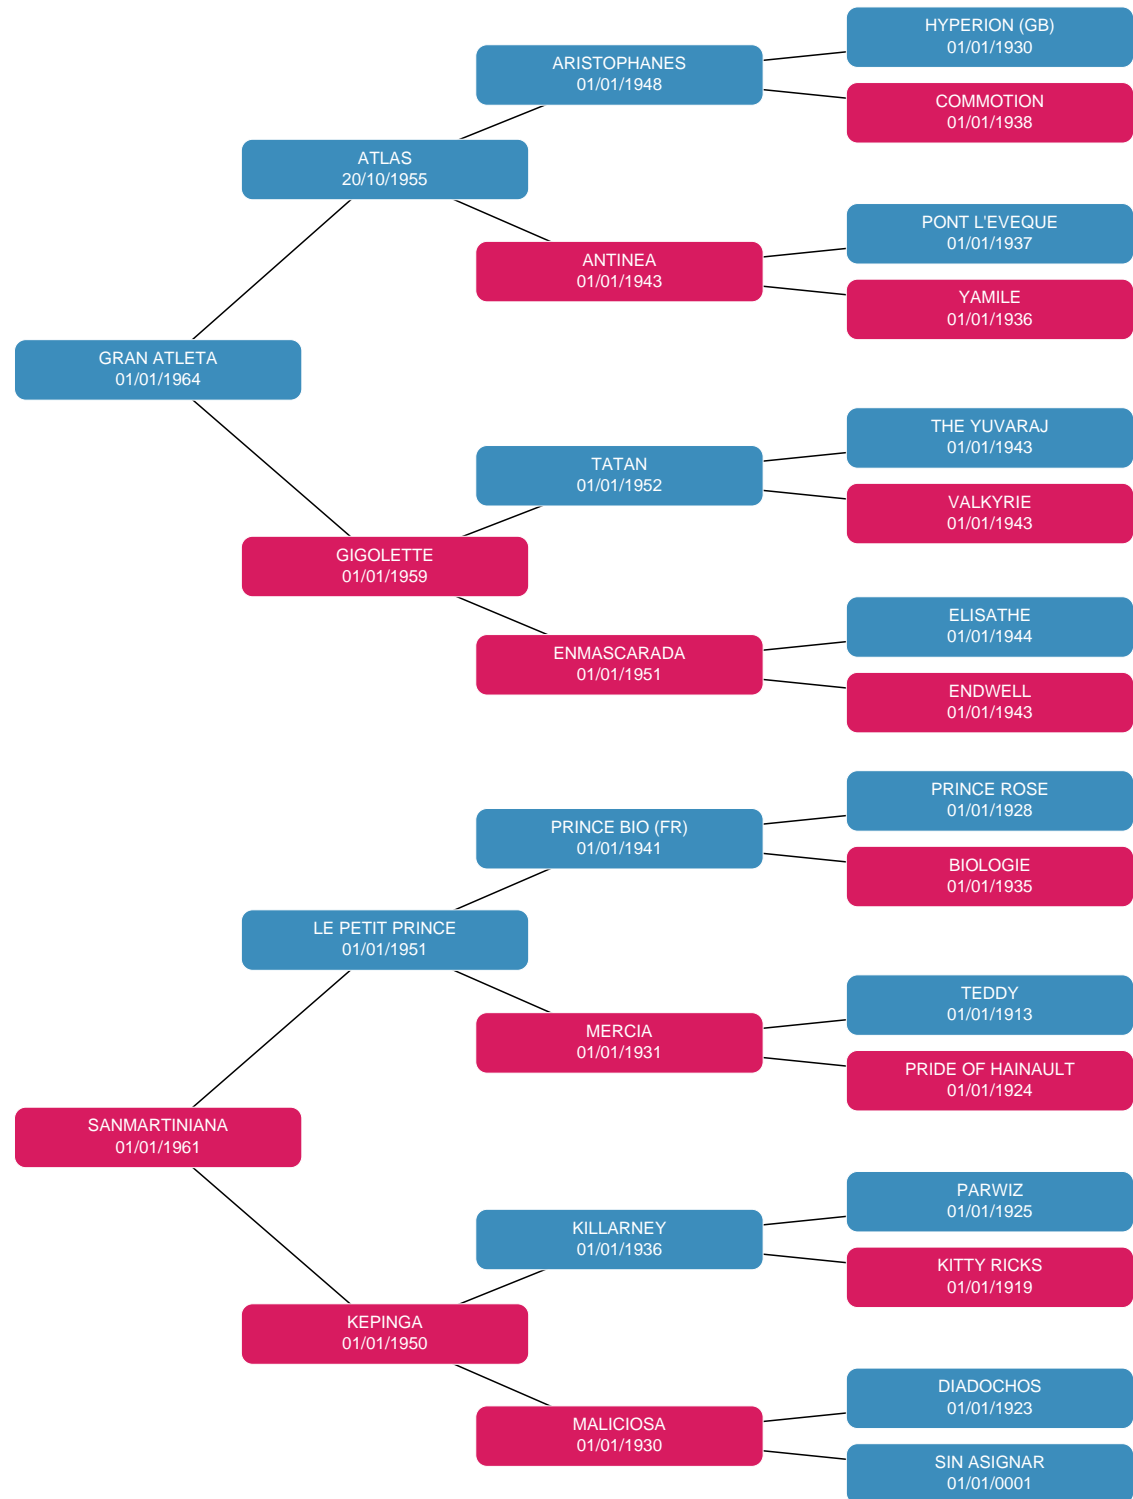 HYPERION (GB)
01/01/1930
ARISTOPHANES
01/01/1948
COMMOTION
01/01/1938
ATLAS
20/10/1955
PONT L'EVEQUE
01/01/1937
ANTINEA
01/01/1943
YAMILE
01/01/1936
GRAN ATLETA
01/01/1964
THE YUVARAJ
01/01/1943
TATAN
01/01/1952
VALKYRIE
01/01/1943
GIGOLETTE
01/01/1959
ELISATHE
01/01/1944
ENMASCARADA
01/01/1951
ENDWELL
01/01/1943
PRINCE ROSE
01/01/1928
PRINCE BIO (FR)
01/01/1941
BIOLOGIE
01/01/1935
LE PETIT PRINCE
01/01/1951
TEDDY
01/01/1913
MERCIA
01/01/1931
PRIDE OF HAINAULT
01/01/1924
SANMARTINIANA
01/01/1961
PARWIZ
01/01/1925
KILLARNEY
01/01/1936
KITTY RICKS
01/01/1919
KEPINGA
01/01/1950
DIADOCHOS
01/01/1923
MALICIOSA
01/01/1930
SIN ASIGNAR
01/01/0001